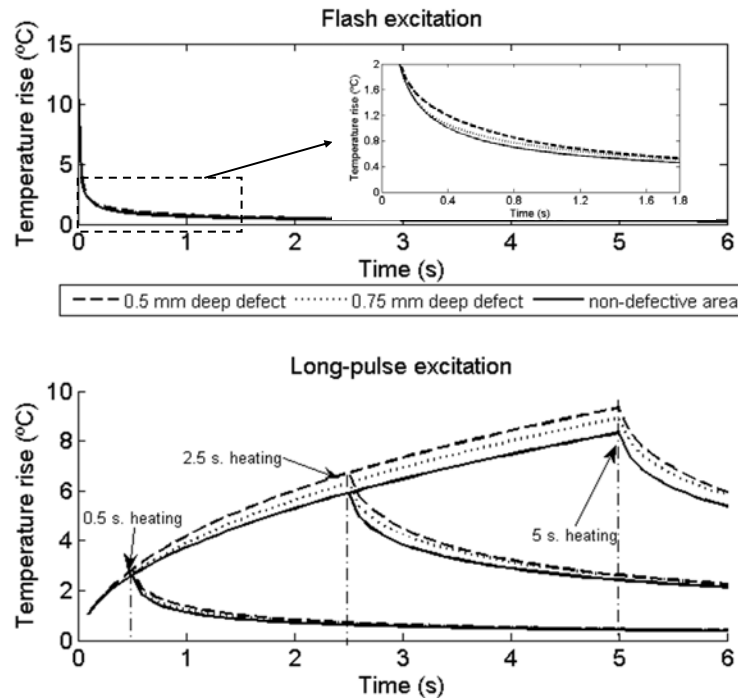 Flash excitation
Temperature rise (ºC)
15
10
5
0
0 1 2 3 4 5 6
Time (s)
Temperature rise (ºC)
2
1.6
1.2
0.8
0.4
0
0.4 0.8 1.2 1.6 1.8
Time (s)
0.5 mm deep defect 0.75 mm deep defect non-defective area
Long-pulse excitation
Temperature rise (ºC)
10
8
6
4
2
0
0 1 2 3 4 5 6
Time (s)
0.5 s. heating
2.5 s. heating
5 s. heating